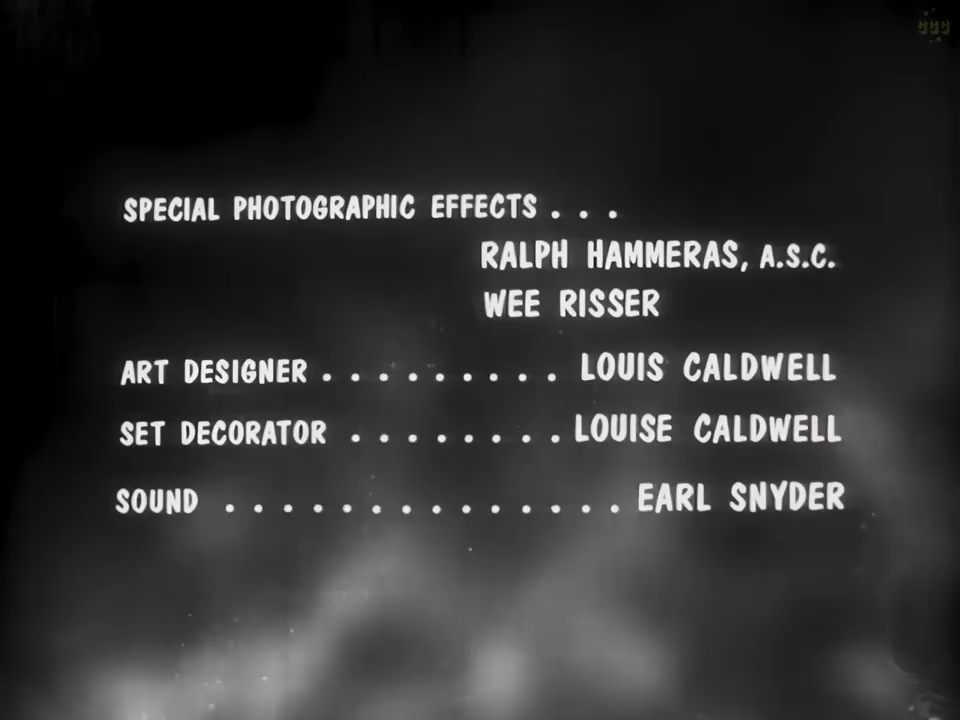 SPECIAL PHOTOGRAPHIC EFFECTS . . .
RALPH HAMMERAS, A.S.C.
WEE RISSER
ART DESIGNER . . . . . . . . . LOUIS CALDWELL
SET DECORATOR . . . . . . . . LOUISE CALDWELL
SOUND . . . . . . . . . . . . . . EARL SNYDER